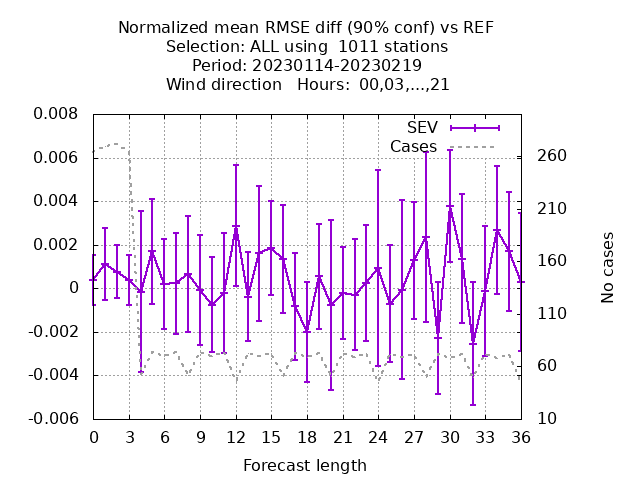 Normalized mean RMSE diff (90% conf) vs REF
Selection: ALL using  1011 stations
Period: 20230114-20230219
Wind direction   Hours:  00,03,...,21
SEV
Cases
0.008
0.006
0.004
0.002
0
-0.002
-0.004
-0.006
260
210
160
110
60
10
No cases
0 3 6 9 12 15 18 21 24 27 30 33 36
Forecast length